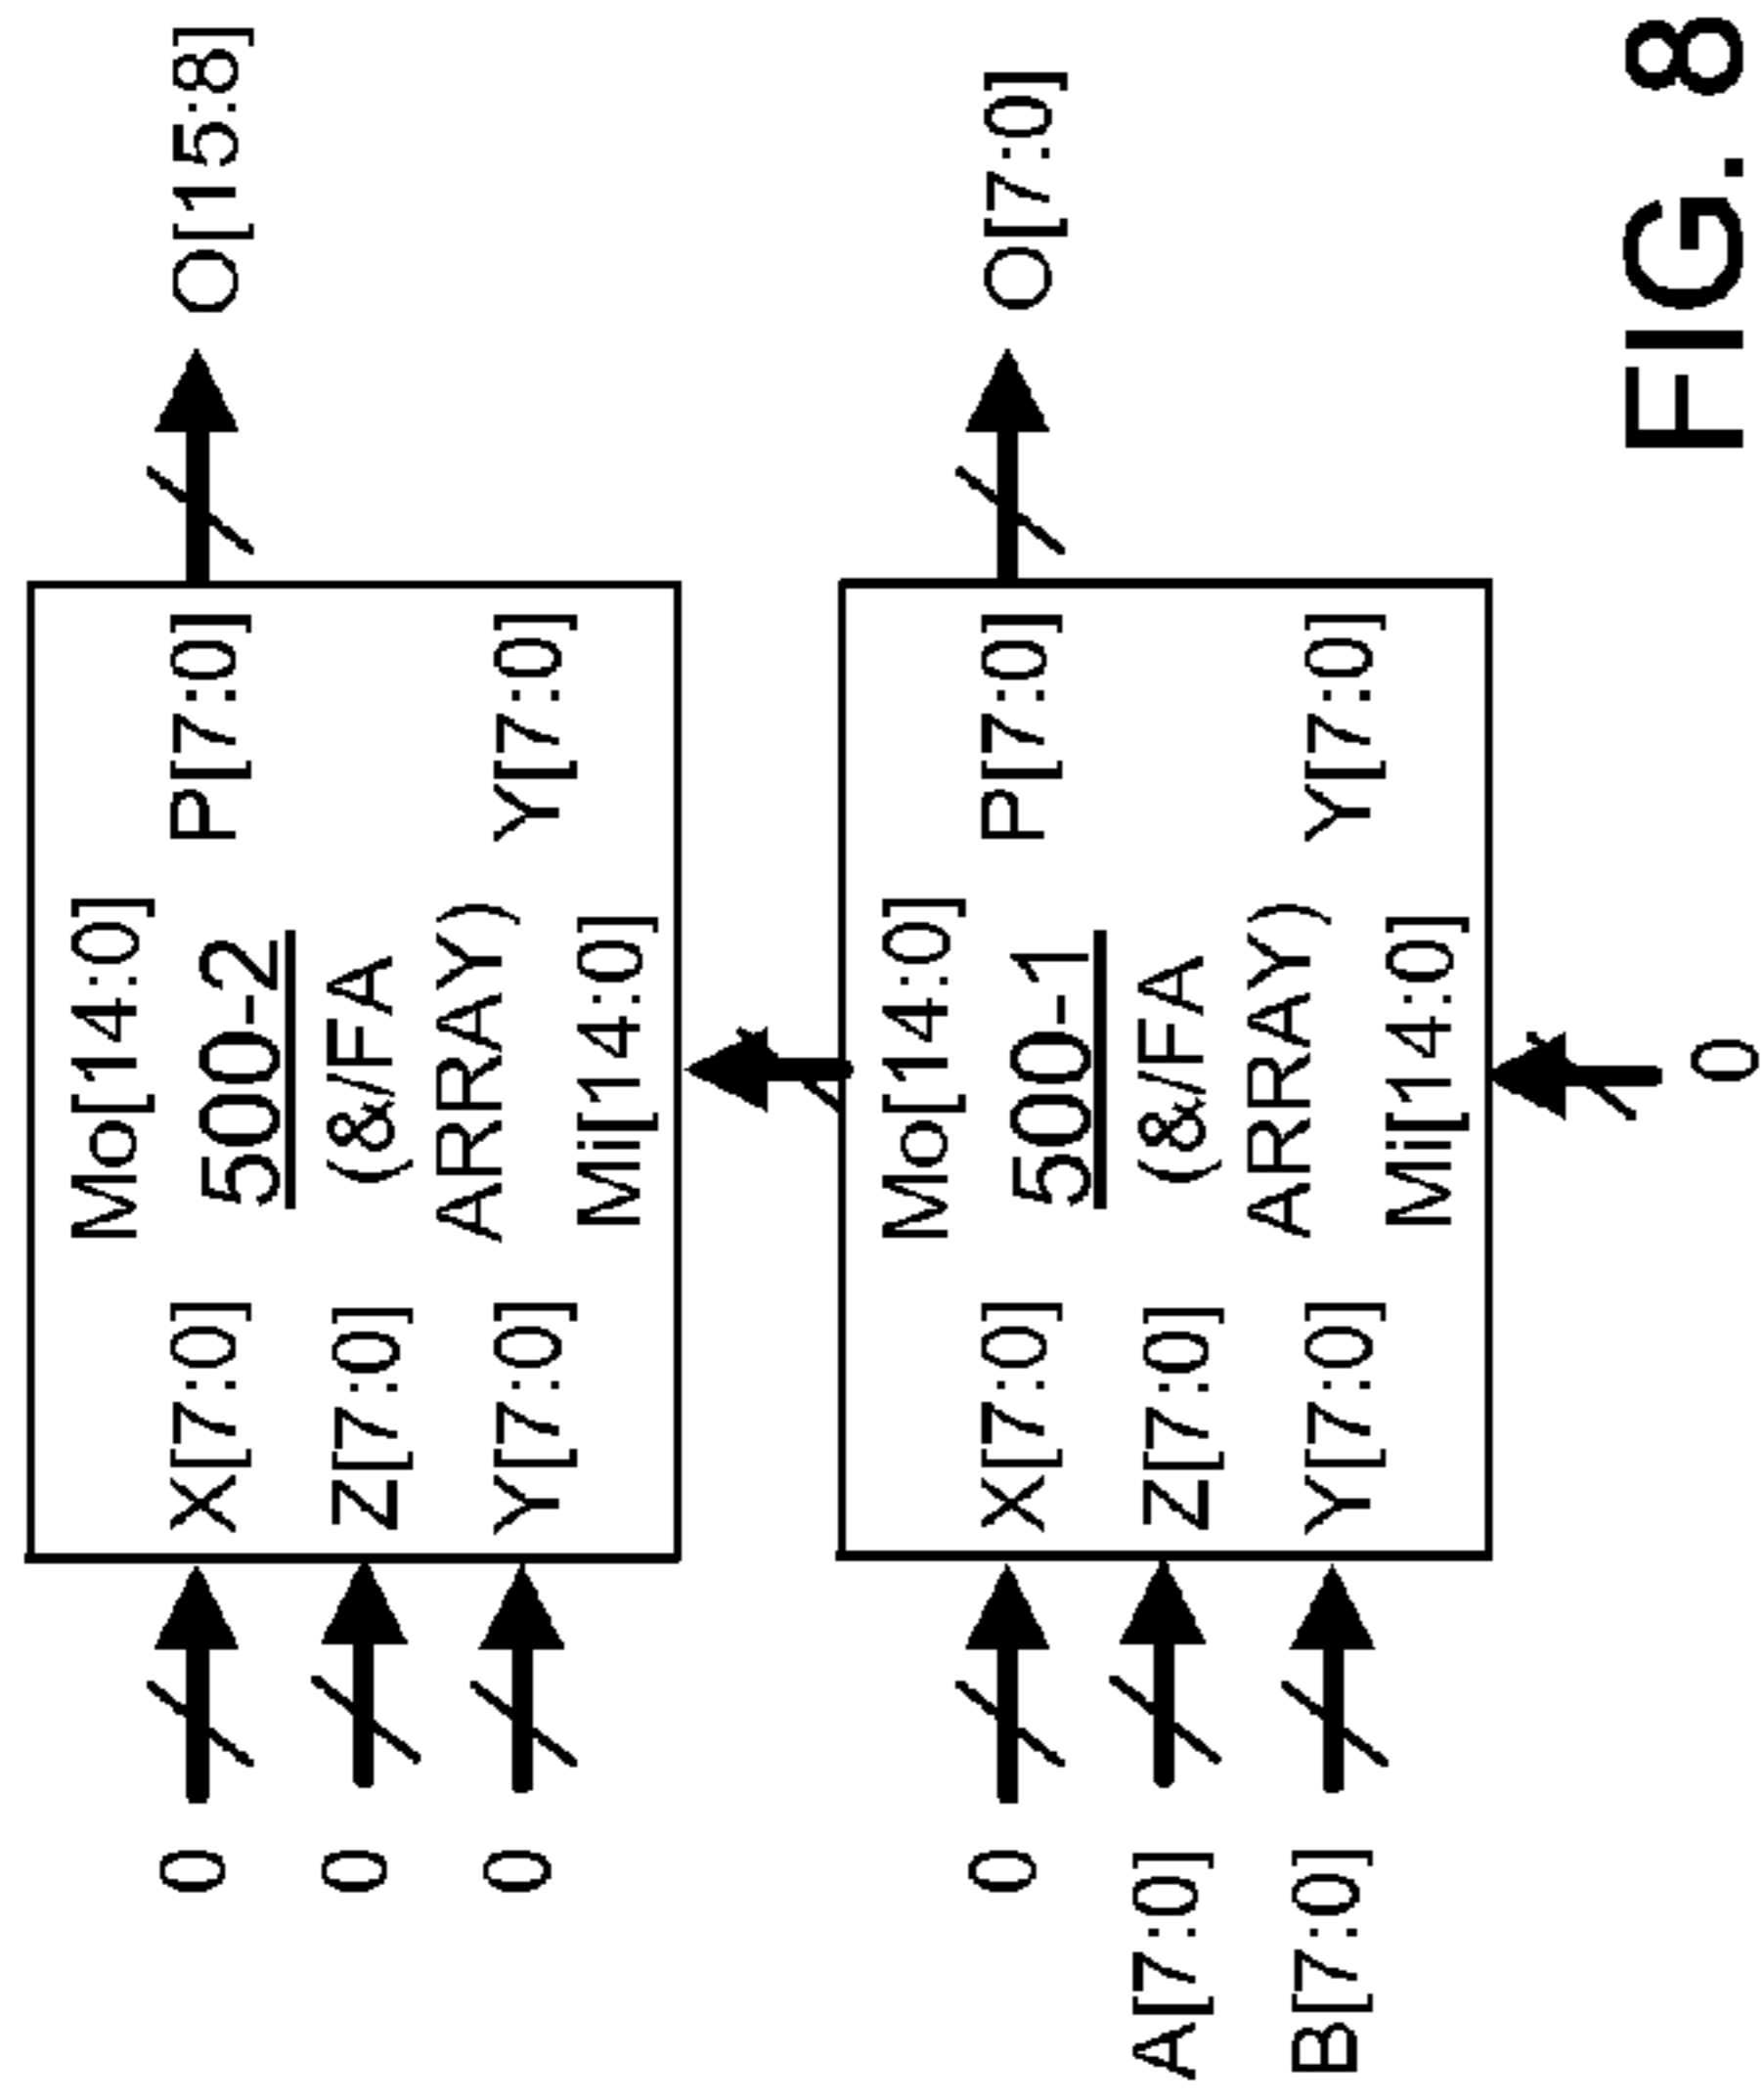 Mo[14:0]
0 X[7:0] 500-2 P[7:0] O[15:8]
0 Z[7:0] (&/FA
0 Y[7:0] ARRAY) Y[7:0]
Mi[14:0]
Mo[14:0]
0 X[7:0] 500-1 P[7:0] O[7:0]
A[7:0] Z[7:0] (&/FA
B[7:0] Y[7:0] ARRAY) Y[7:0]
Mi[14:0]
0
FIG. 8